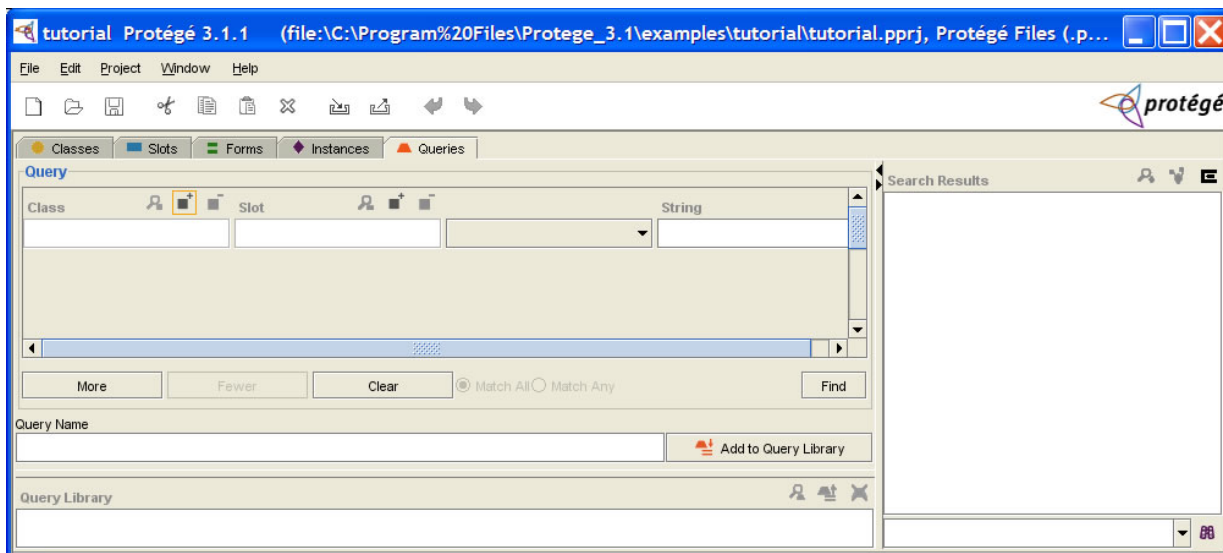 tutorial Protégé 3.1.1 (file:\C:\Program%20Files\Protege_3.1\examples\tutorial\tutorial.pprj, Protégé Files (.p...
File Edit Project Window Help
protégé
Classes Slots Forms Instances Queries
Query
Class Slot String
Search Results
More Fewer Clear Match All Match Any Find
Query Name
Add to Query Library
Query Library